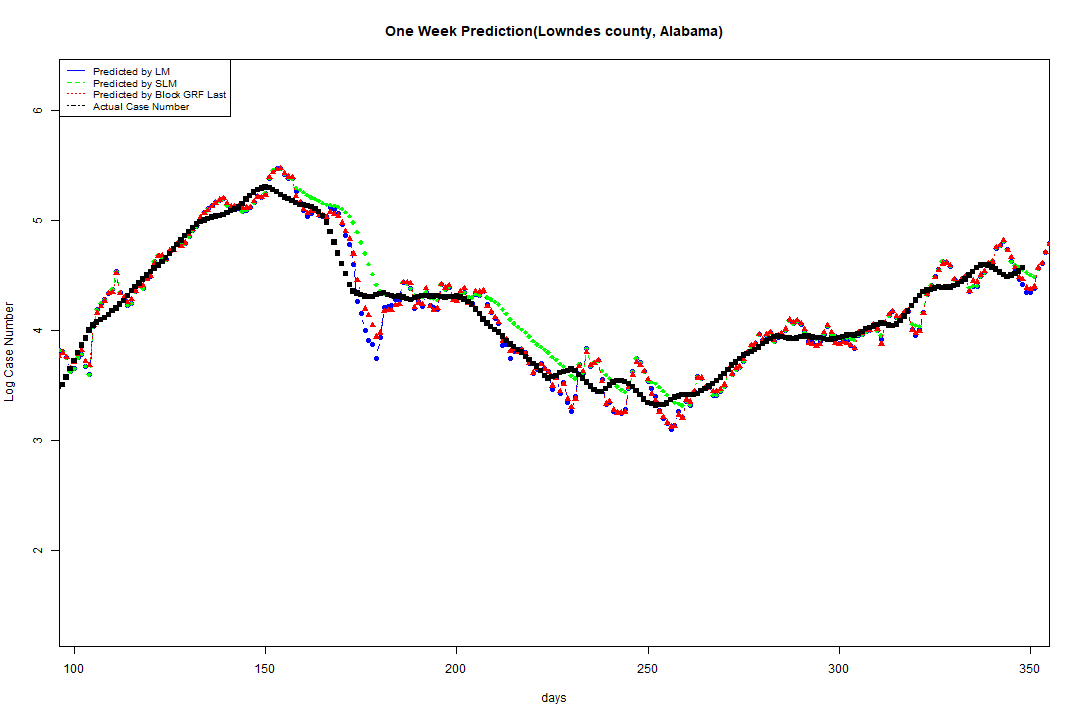 One Week Prediction(Lowndes county, Alabama)
Predicted by LM
Predicted by SLM
Predicted by Block GRF Last
Actual Case Number
6
5
4
3
2
Log Case Number
100 150 200 250 300 350
days